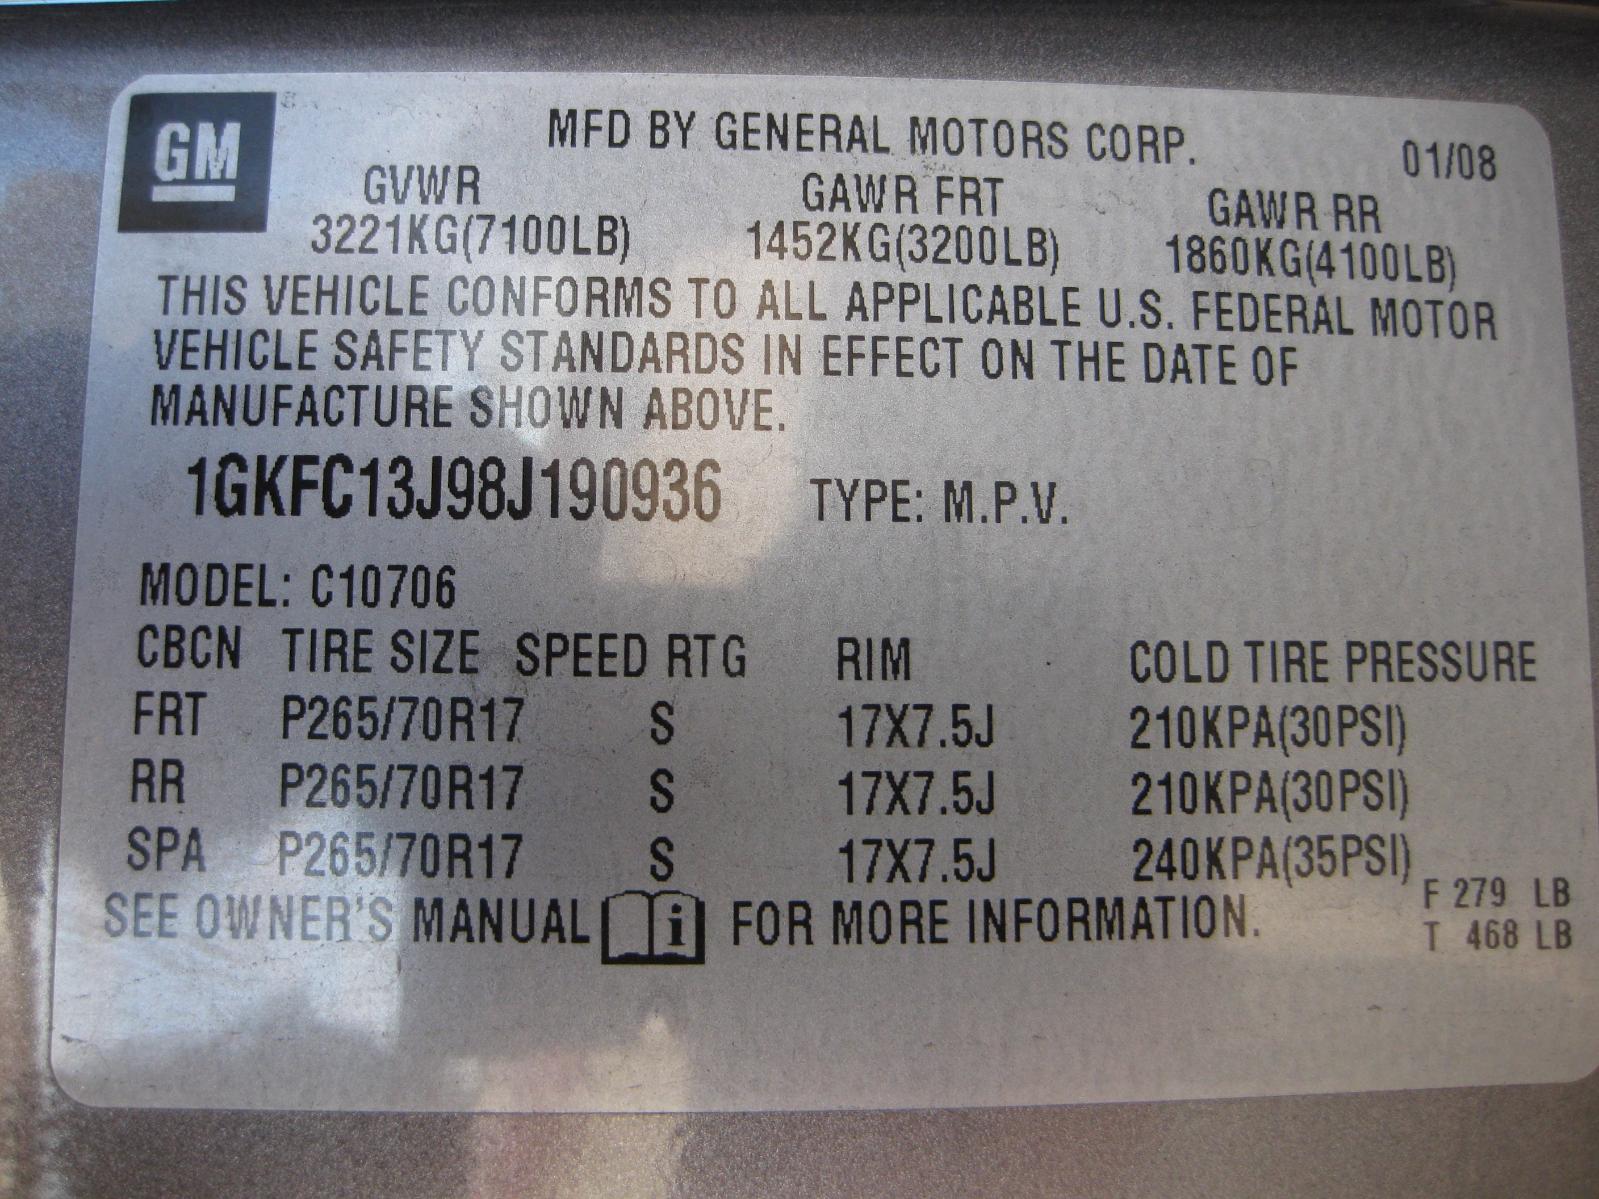 GM
MFD BY GENERAL MOTORS CORP. 01/08
GVWR GAWR FRT GAWR RR
3221KG(7100LB) 1452KG(3200LB) 1860KG(4100LB)
THIS VEHICLE CONFORMS TO ALL APPLICABLE U.S. FEDERAL MOTOR
VEHICLE SAFETY STANDARDS IN EFFECT ON THE DATE OF
MANUFACTURE SHOWN ABOVE.
1GKFC13J98J190936 TYPE: M.P.V.
MODEL: C10706
CBCN TIRE SIZE SPEED RTG RIM COLD TIRE PRESSURE
FRT P265/70R17 S 17X7.5J 210KPA(30PSI)
RR P265/70R17 S 17X7.5J 210KPA(30PSI)
SPA P265/70R17 S 17X7.5J 240KPA(35PSI)
SEE OWNER'S MANUAL i FOR MORE INFORMATION.
F 279 LB
T 468 LB